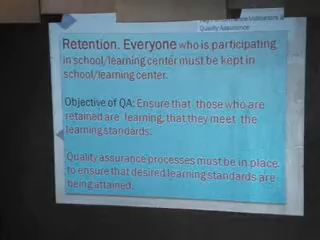 Quality Assurance
Retention. Everyone who is participating
in school/learning center must be kept in
school/learning center.
Objective of QA: Ensure that those who are
retained are learning, that they meet the
learning standards.
Quality assurance processes must be in place
to ensure that desired learning standards are
being attained.